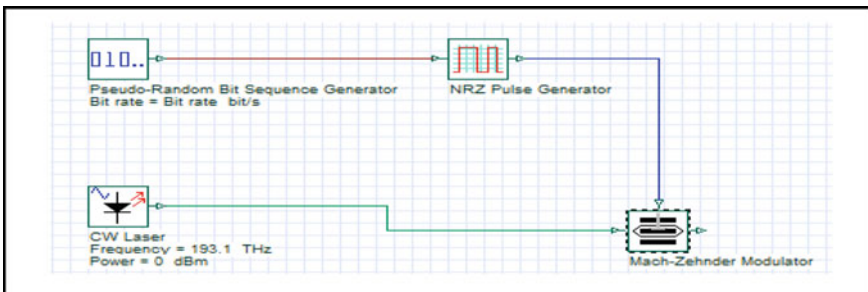 010..
Pseudo-Random Bit Sequence Generator
Bit rate = Bit rate bit/s
NRZ Pulse Generator
CW Laser
Frequency = 193.1 THz
Power = 0 dBm
Mach-Zehnder Modulator